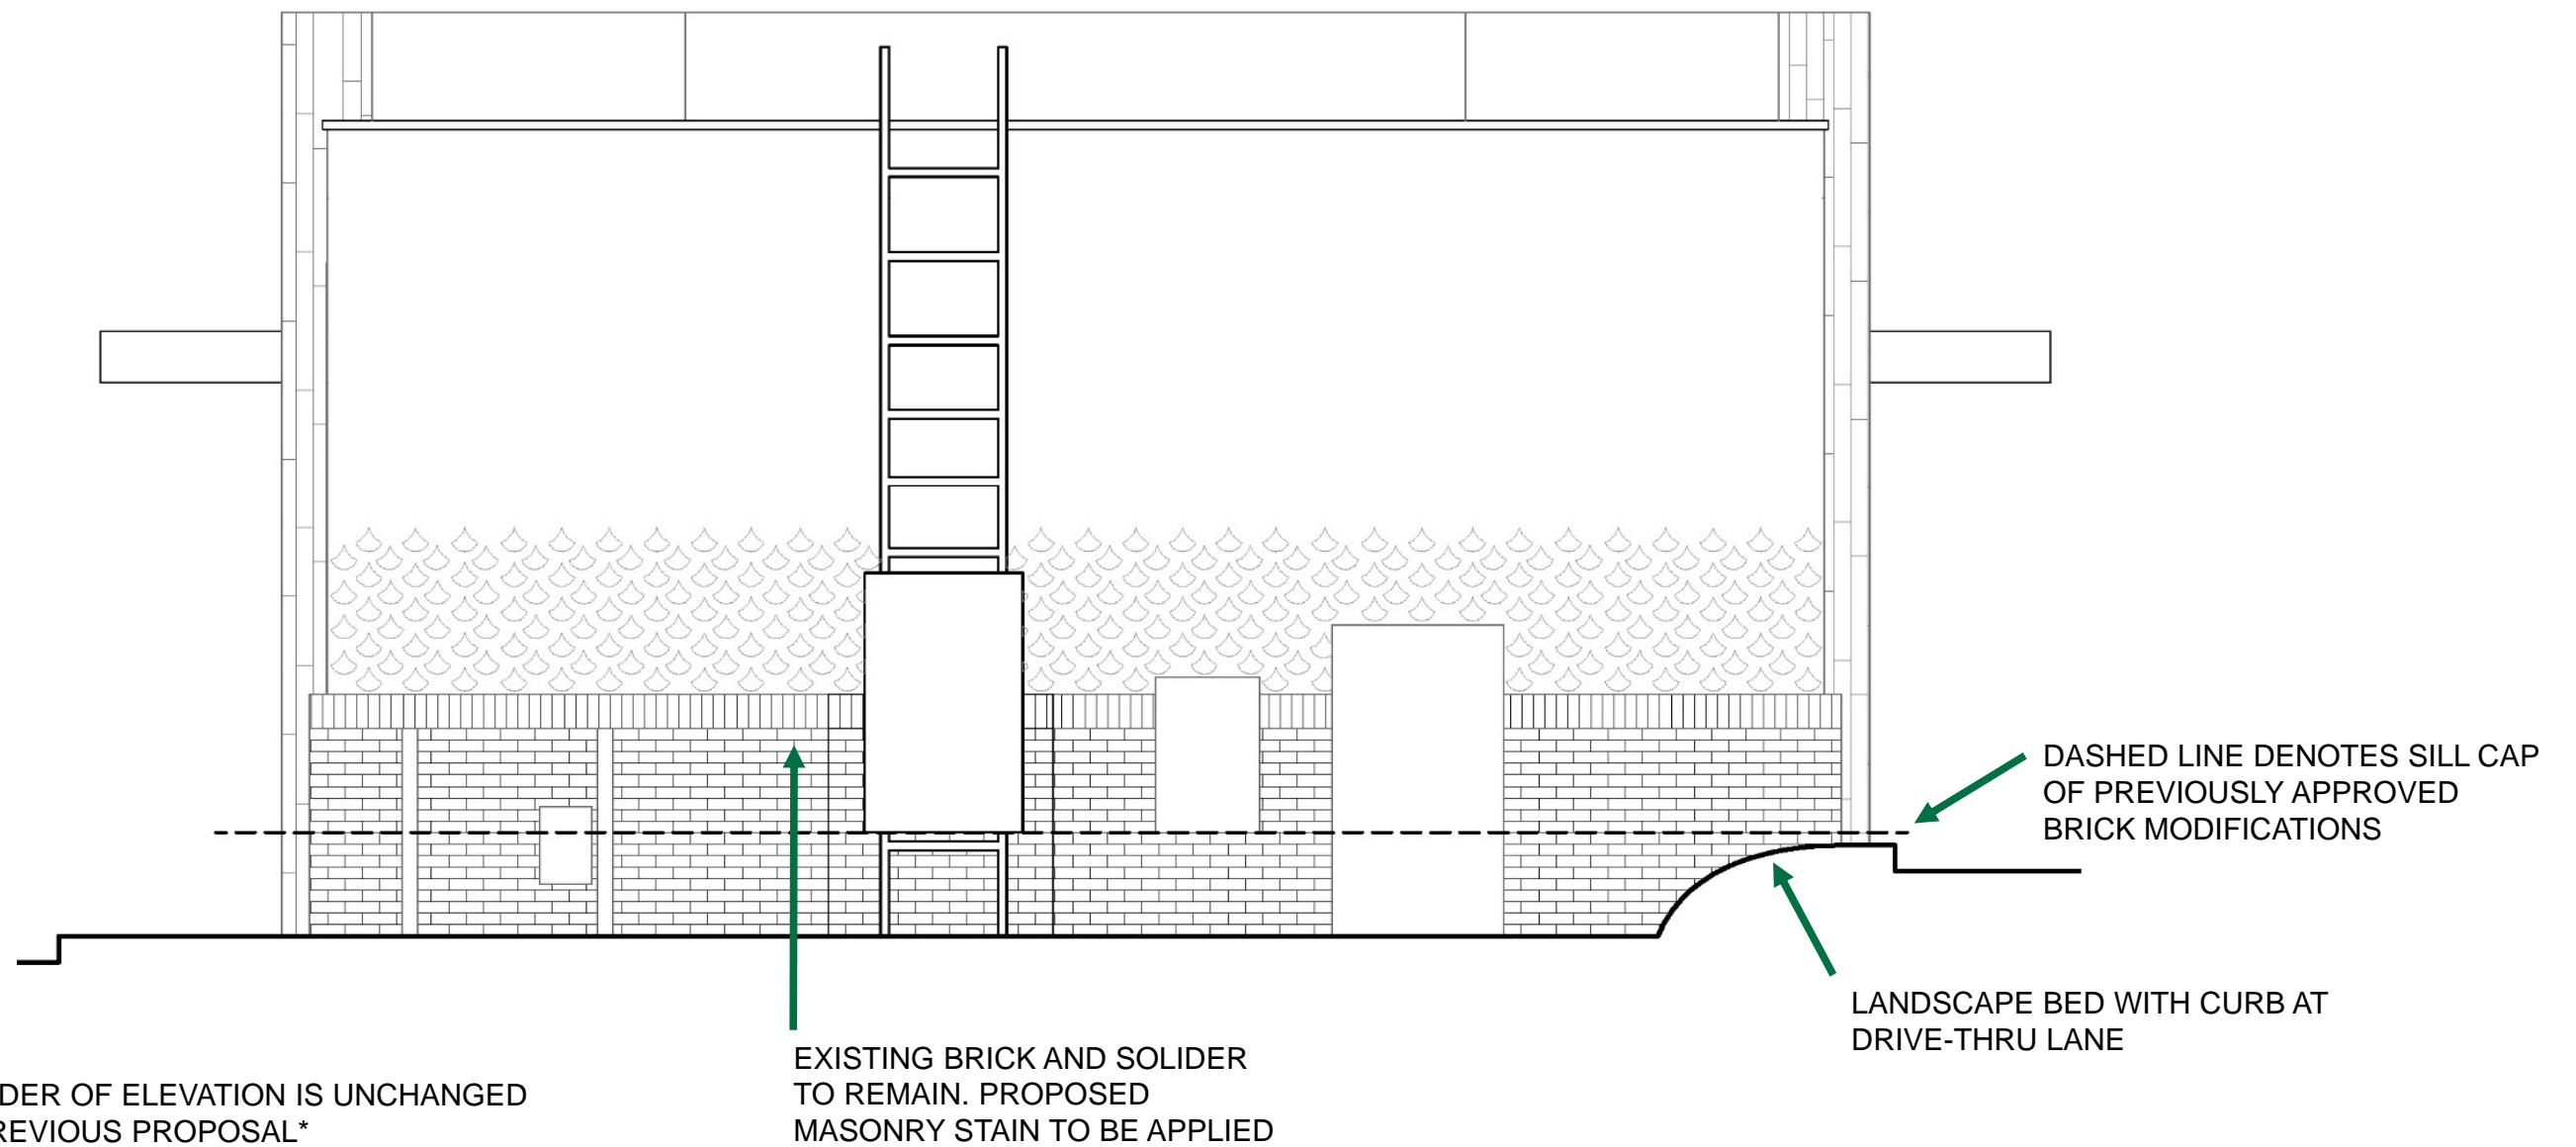 DASHED LINE DENOTES SILL CAP
OF PREVIOUSLY APPROVED
BRICK MODIFICATIONS
LANDSCAPE BED WITH CURB AT
DRIVE-THRU LANE
EXISTING BRICK AND SOLIDER
TO REMAIN. PROPOSED
MASONRY STAIN TO BE APPLIED
DER OF ELEVATION IS UNCHANGED
REVIOUS PROPOSAL*